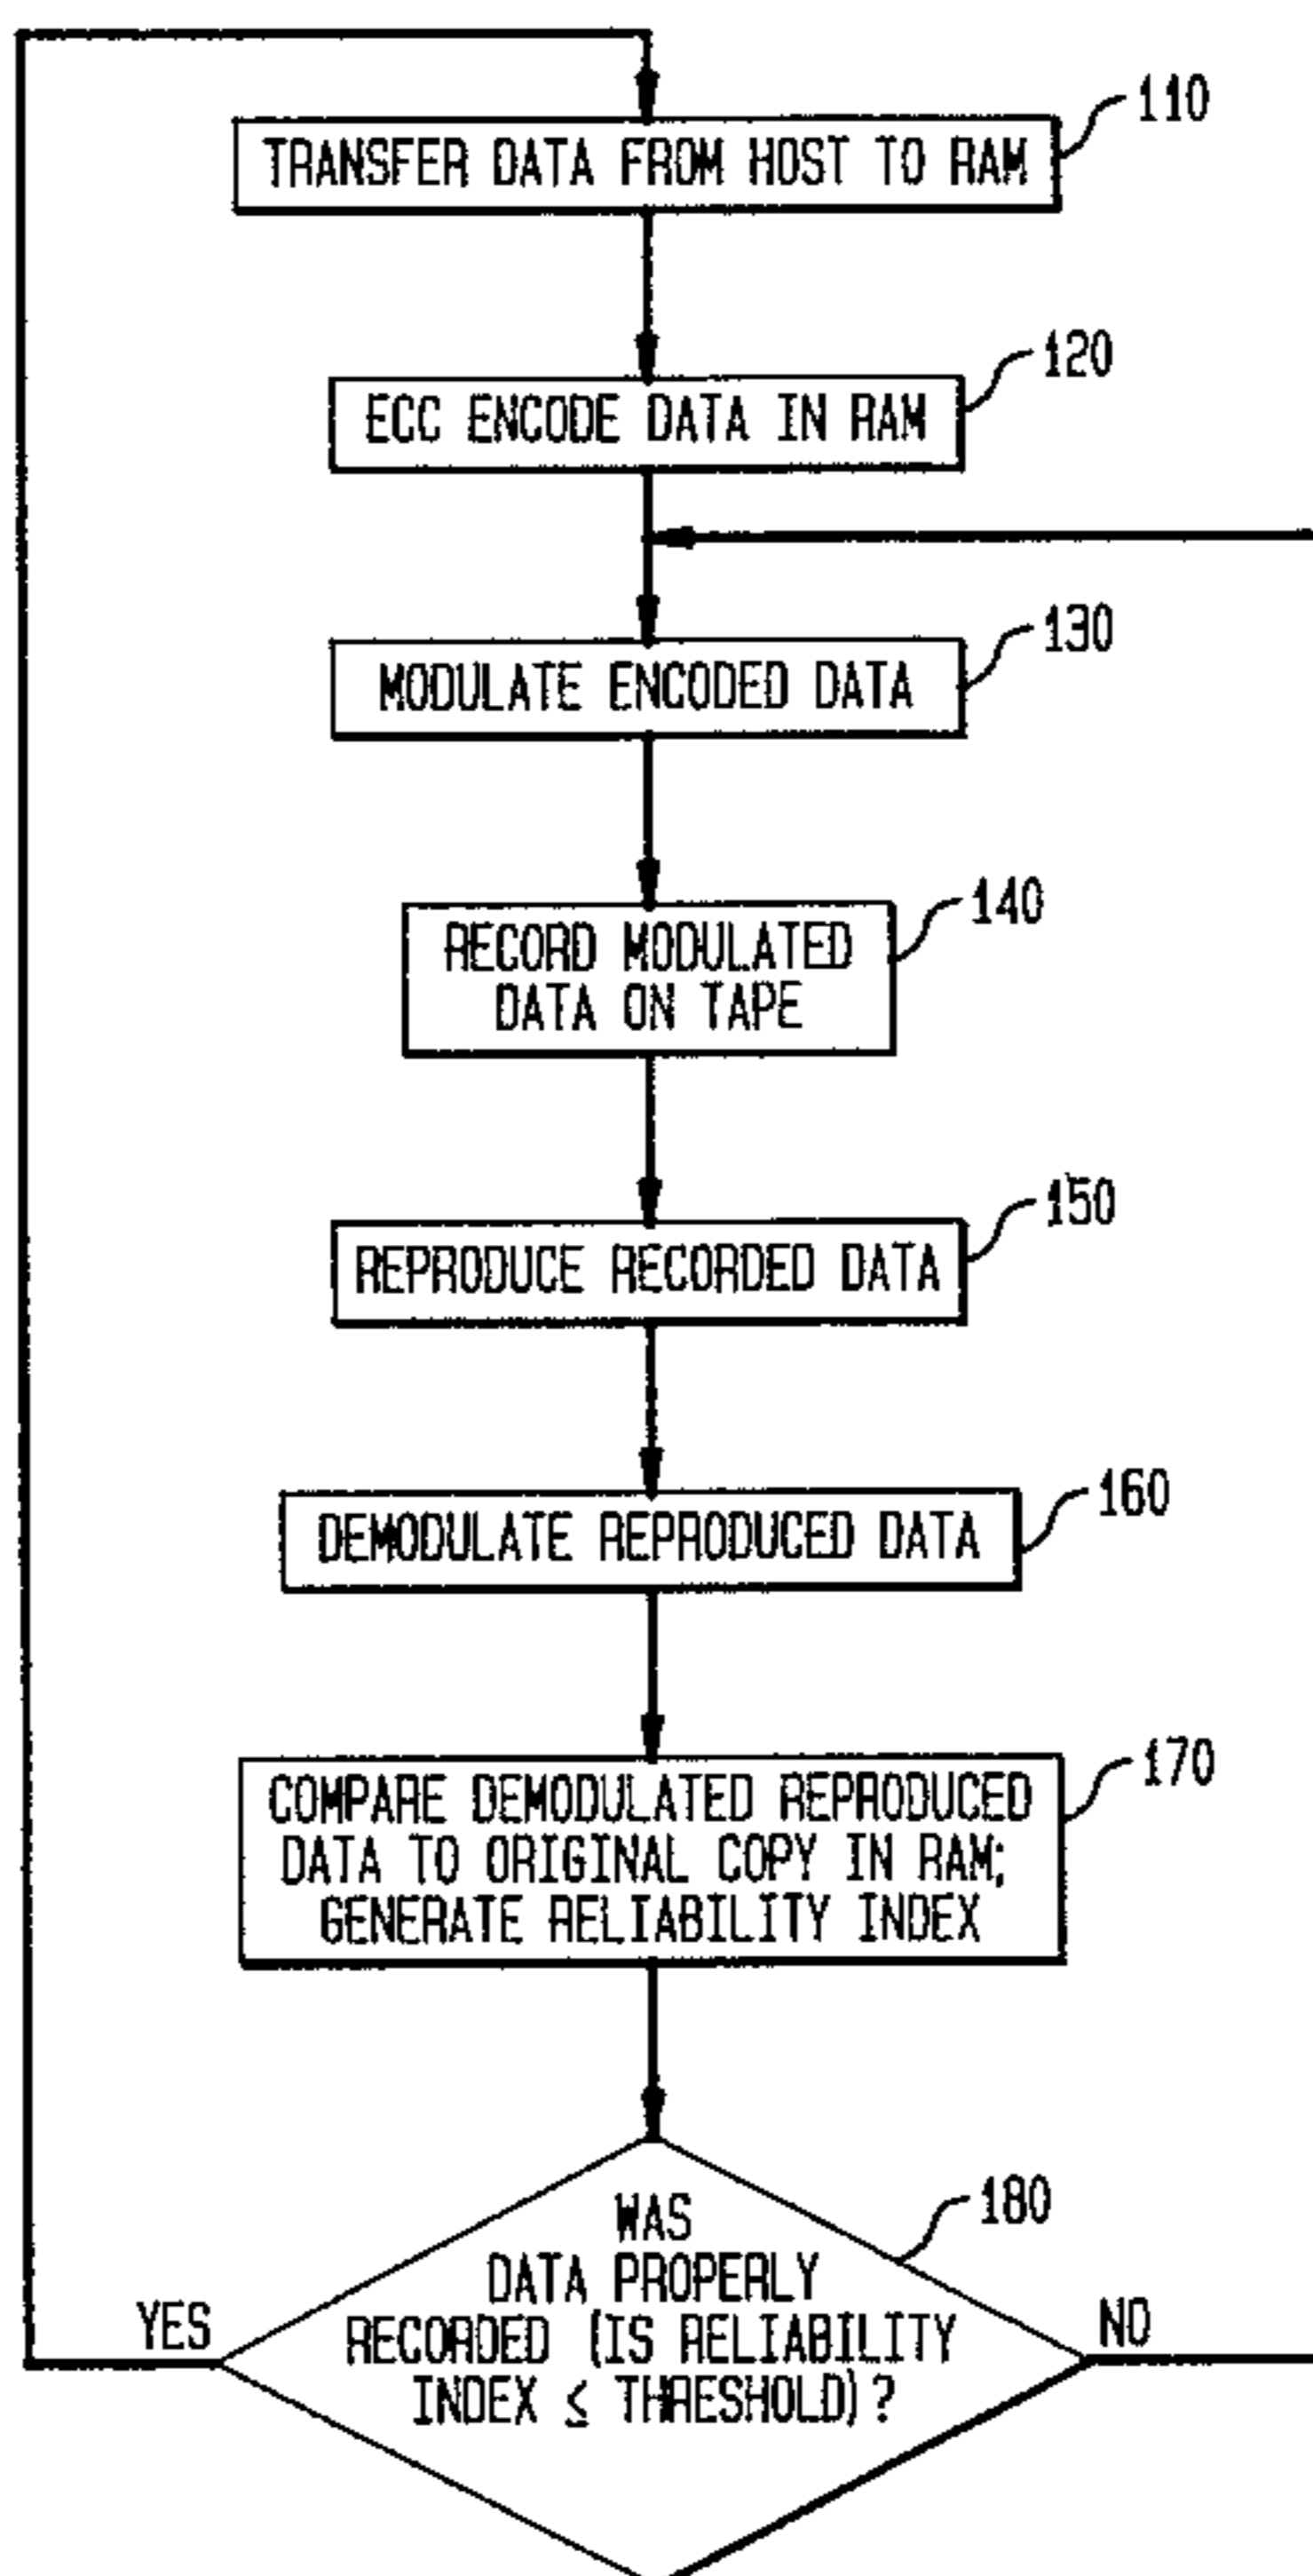 110
TRANSFER DATA FROM HOST TO RAM
120
ECC ENCODE DATA IN RAM
130
MODULATE ENCODED DATA
140
RECORD MODULATED
DATA ON TAPE
150
REPRODUCE RECORDED DATA
160
DEMODULATE REPRODUCED DATA
170
COMPARE DEMODULATED REPRODUCED
DATA TO ORIGINAL COPY IN RAM;
GENERATE RELIABILITY INDEX
180
WAS
DATA PROPERLY
RECORDED (IS RELIABILITY
INDEX ≤ THRESHOLD)?
YES
NO